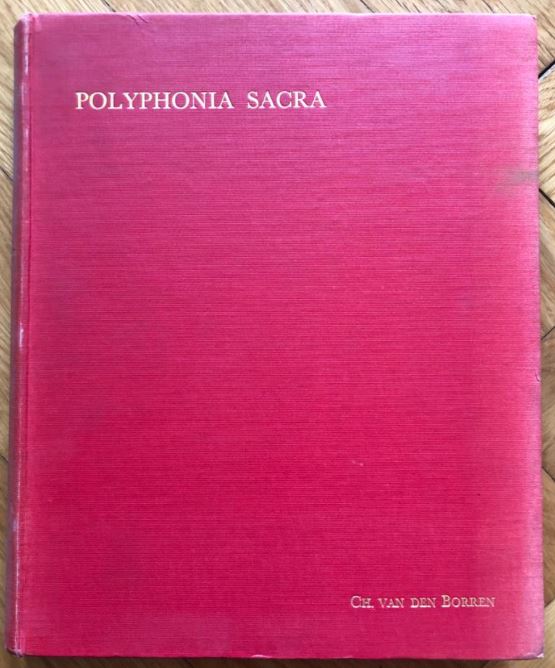 POLYPHONIA SACRA
CH. VAN DEN BORREN